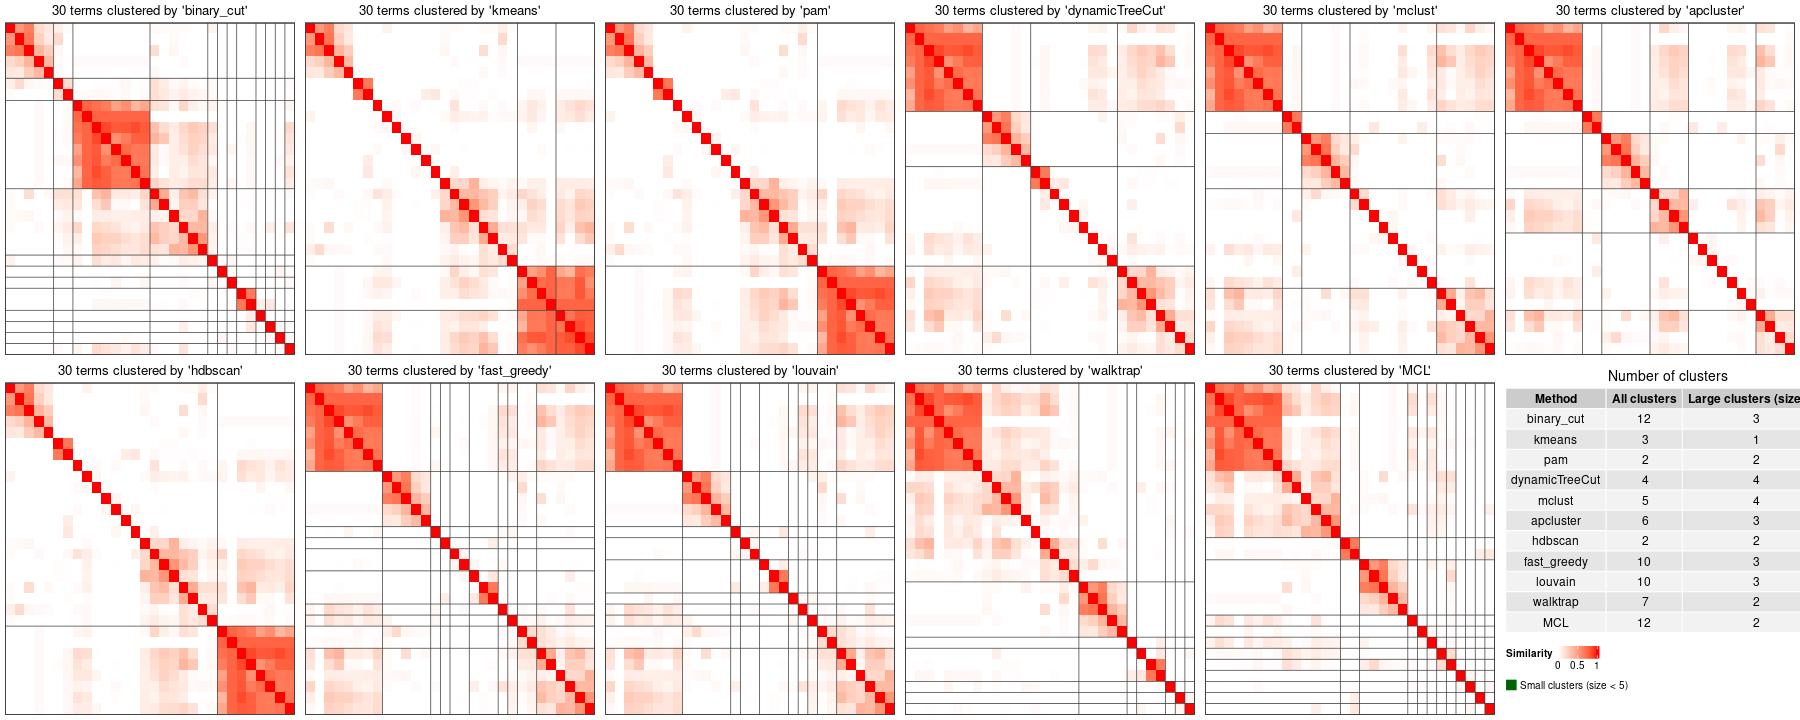 30 terms clustered by 'binary_cut'
30 terms clustered by 'kmeans'
30 terms clustered by 'pam'
30 terms clustered by 'dynamicTreeCut'
30 terms clustered by 'mclust'
30 terms clustered by 'apcluster'
30 terms clustered by 'hdbscan'
30 terms clustered by 'fast_greedy'
30 terms clustered by 'louvain'
30 terms clustered by 'walktrap'
30 terms clustered by 'MCL'
Number of clusters
Method All clusters Large clusters (size
binary_cut 12 3
kmeans 3 1
pam 2 2
dynamicTreeCut 4 4
mclust 5 4
apcluster 6 3
hdbscan 2 2
fast_greedy 10 3
louvain 10 3
walktrap 7 2
MCL 12 2
Similarity
0 0.5 1
Small clusters (size < 5)